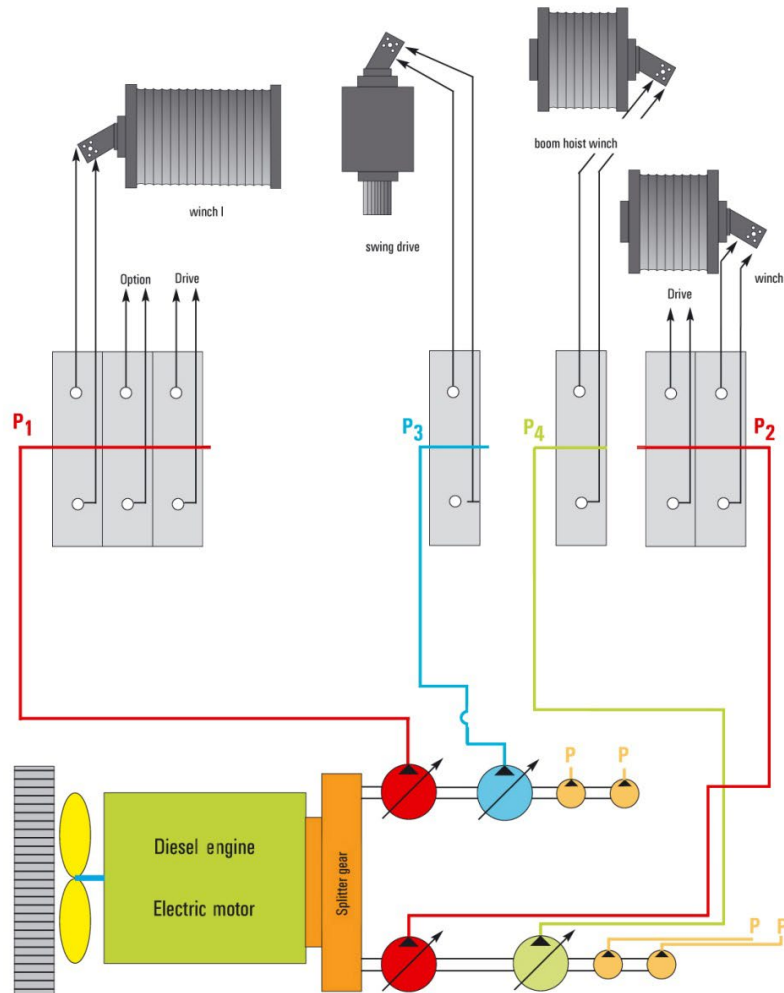 boom hoist winch
winch I
swing drive
winch
Option
Drive
Drive
P1
P3
P4
P2
P
P
Diesel engine
Electric motor
Splitter gear
P
P